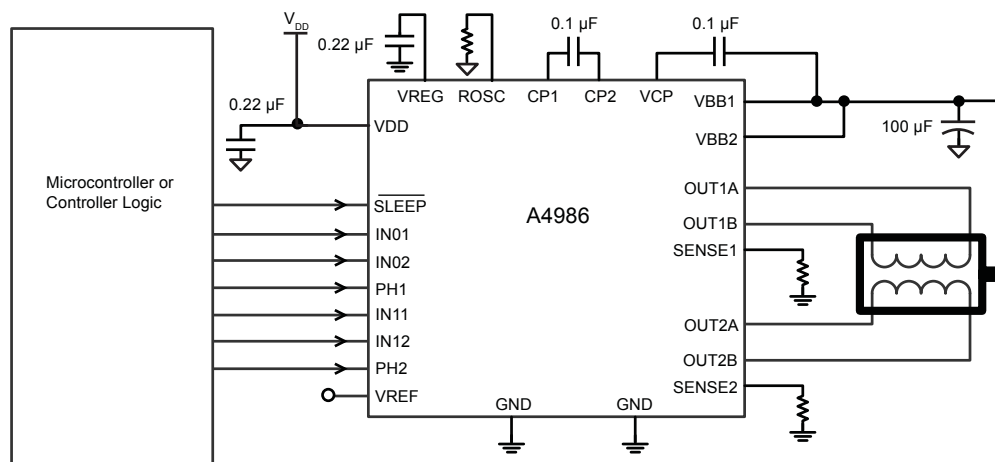 V_DD
0.22 µF
0.1 µF
0.1 µF
0.22 µF
VREG
ROSC
CP1
CP2
VCP
VBB1
VDD
VBB2
100 µF
Microcontroller or
Controller Logic
SLEEP
IN01
IN02
PH1
IN11
IN12
PH2
VREF
A4986
OUT1A
OUT1B
SENSE1
OUT2A
OUT2B
SENSE2
GND
GND